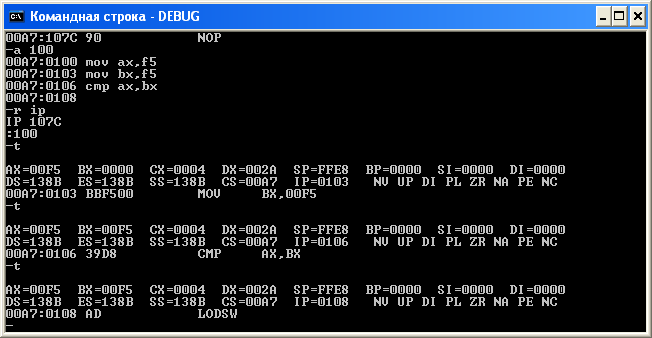 Командная строка - DEBUG
00A7:107C 90            NOP
-a 100
00A7:0100 mov ax,f5
00A7:0103 mov bx,f5
00A7:0106 cmp ax,bx
00A7:0108
-r ip
IP 107C
:100
-t
AX=00F5  BX=0000  CX=0004  DX=002A  SP=FFE8  BP=0000  SI=0000  DI=0000
DS=138B  ES=138B  SS=138B  CS=00A7  IP=0103   NV UP DI PL ZR NA PE NC
00A7:0103 BBF500        MOV     BX,00F5
-t
AX=00F5  BX=00F5  CX=0004  DX=002A  SP=FFE8  BP=0000  SI=0000  DI=0000
DS=138B  ES=138B  SS=138B  CS=00A7  IP=0106   NV UP DI PL ZR NA PE NC
00A7:0106 39D8          CMP     AX,BX
-t
AX=00F5  BX=00F5  CX=0004  DX=002A  SP=FFE8  BP=0000  SI=0000  DI=0000
DS=138B  ES=138B  SS=138B  CS=00A7  IP=0108   NV UP DI PL ZR NA PE NC
00A7:0108 AD            LODSW
-